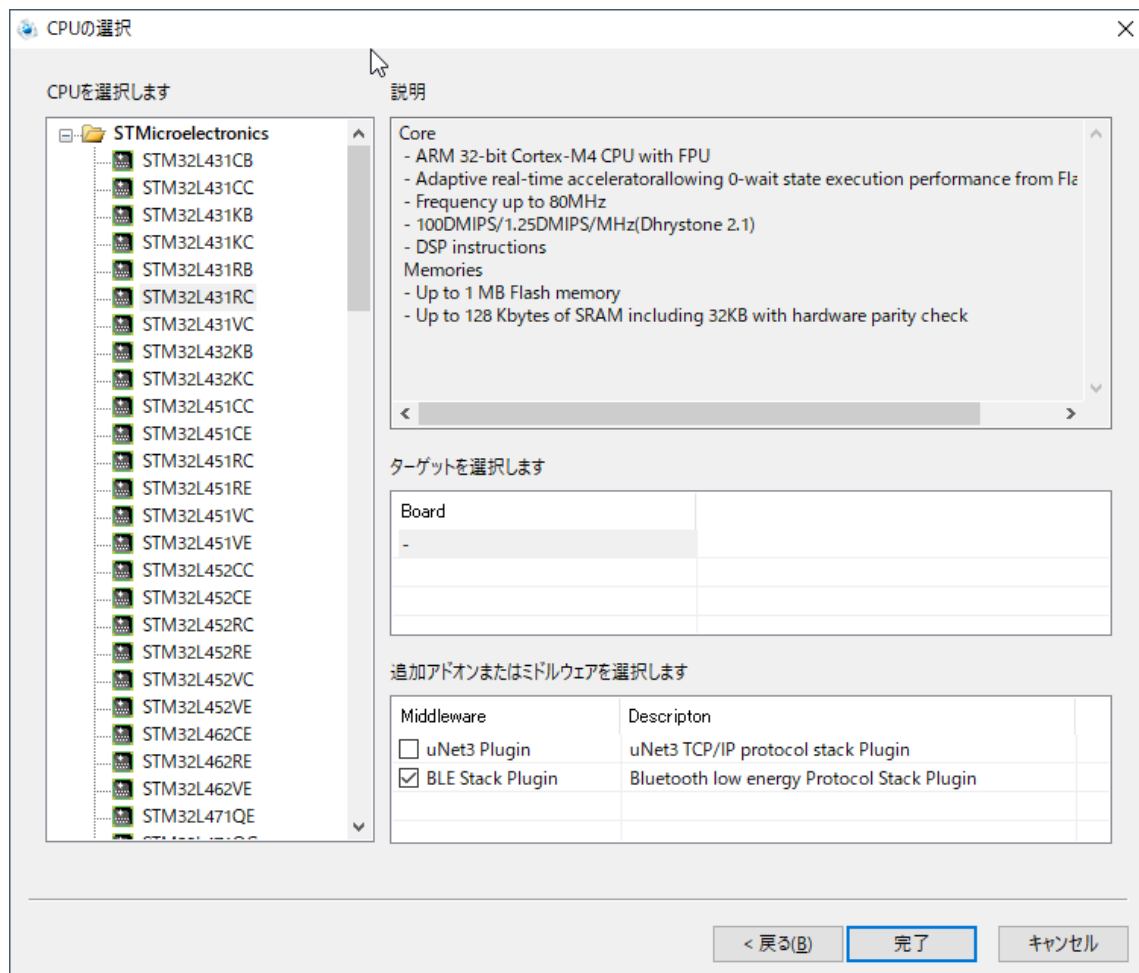 CPUの選択
CPUを選択します
STMicroelectronics
STM32L431CB
STM32L431CC
STM32L431KB
STM32L431KC
STM32L431RB
STM32L431RC
STM32L431VC
STM32L432KB
STM32L432KC
STM32L451CC
STM32L451CE
STM32L451RC
STM32L451RE
STM32L451VC
STM32L451VE
STM32L452CC
STM32L452CE
STM32L452RC
STM32L452RE
STM32L452VC
STM32L452VE
STM32L462CE
STM32L462RE
STM32L462VE
STM32L471QE
説明
Core
- ARM 32-bit Cortex-M4 CPU with FPU
- Adaptive real-time acceleratorallowing 0-wait state execution performance from Fla
- Frequency up to 80MHz
- 100DMIPS/1.25DMIPS/MHz(Dhrystone 2.1)
- DSP instructions
Memories
- Up to 1 MB Flash memory
- Up to 128 Kbytes of SRAM including 32KB with hardware parity check
ターゲットを選択します
Board
-
追加アドオンまたはミドルウェアを選択します
Middleware Descripton
uNet3 Plugin uNet3 TCP/IP protocol stack Plugin
BLE Stack Plugin Bluetooth low energy Protocol Stack Plugin
< 戻る(B) 完了 キャンセル